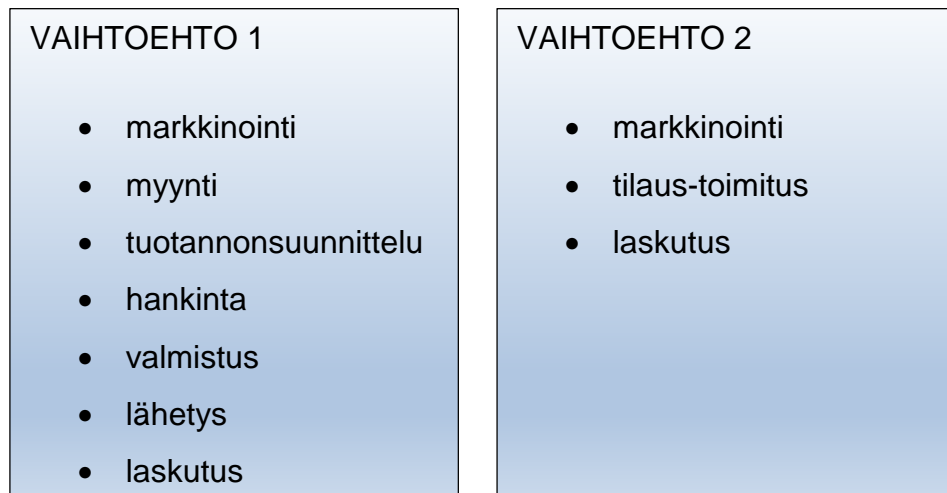 VAIHTOEHTO 1
• markkinointi
• myynti
• tuotannonsuunnittelu
• hankinta
• valmistus
• lähetys
• laskutus
VAIHTOEHTO 2
• markkinointi
• tilaus-toimitus
• laskutus